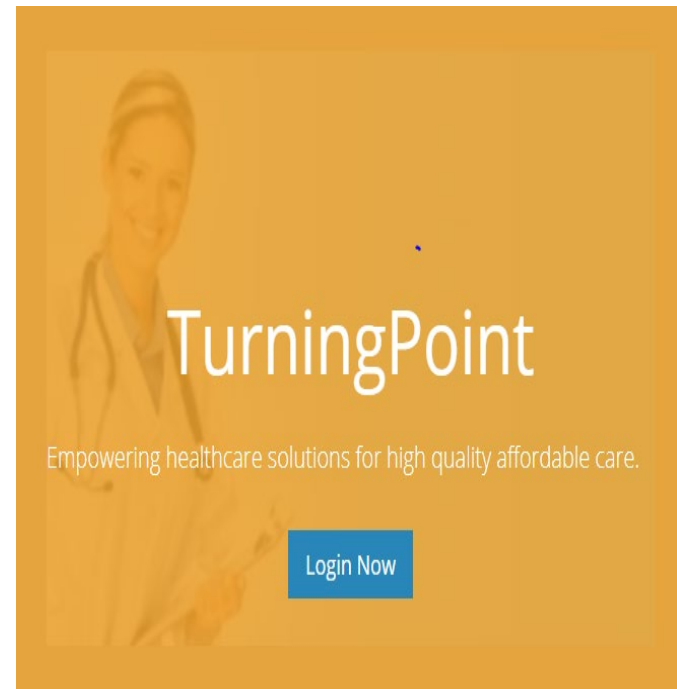 TurningPoint
Empowering healthcare solutions for high quality affordable care.
Login Now